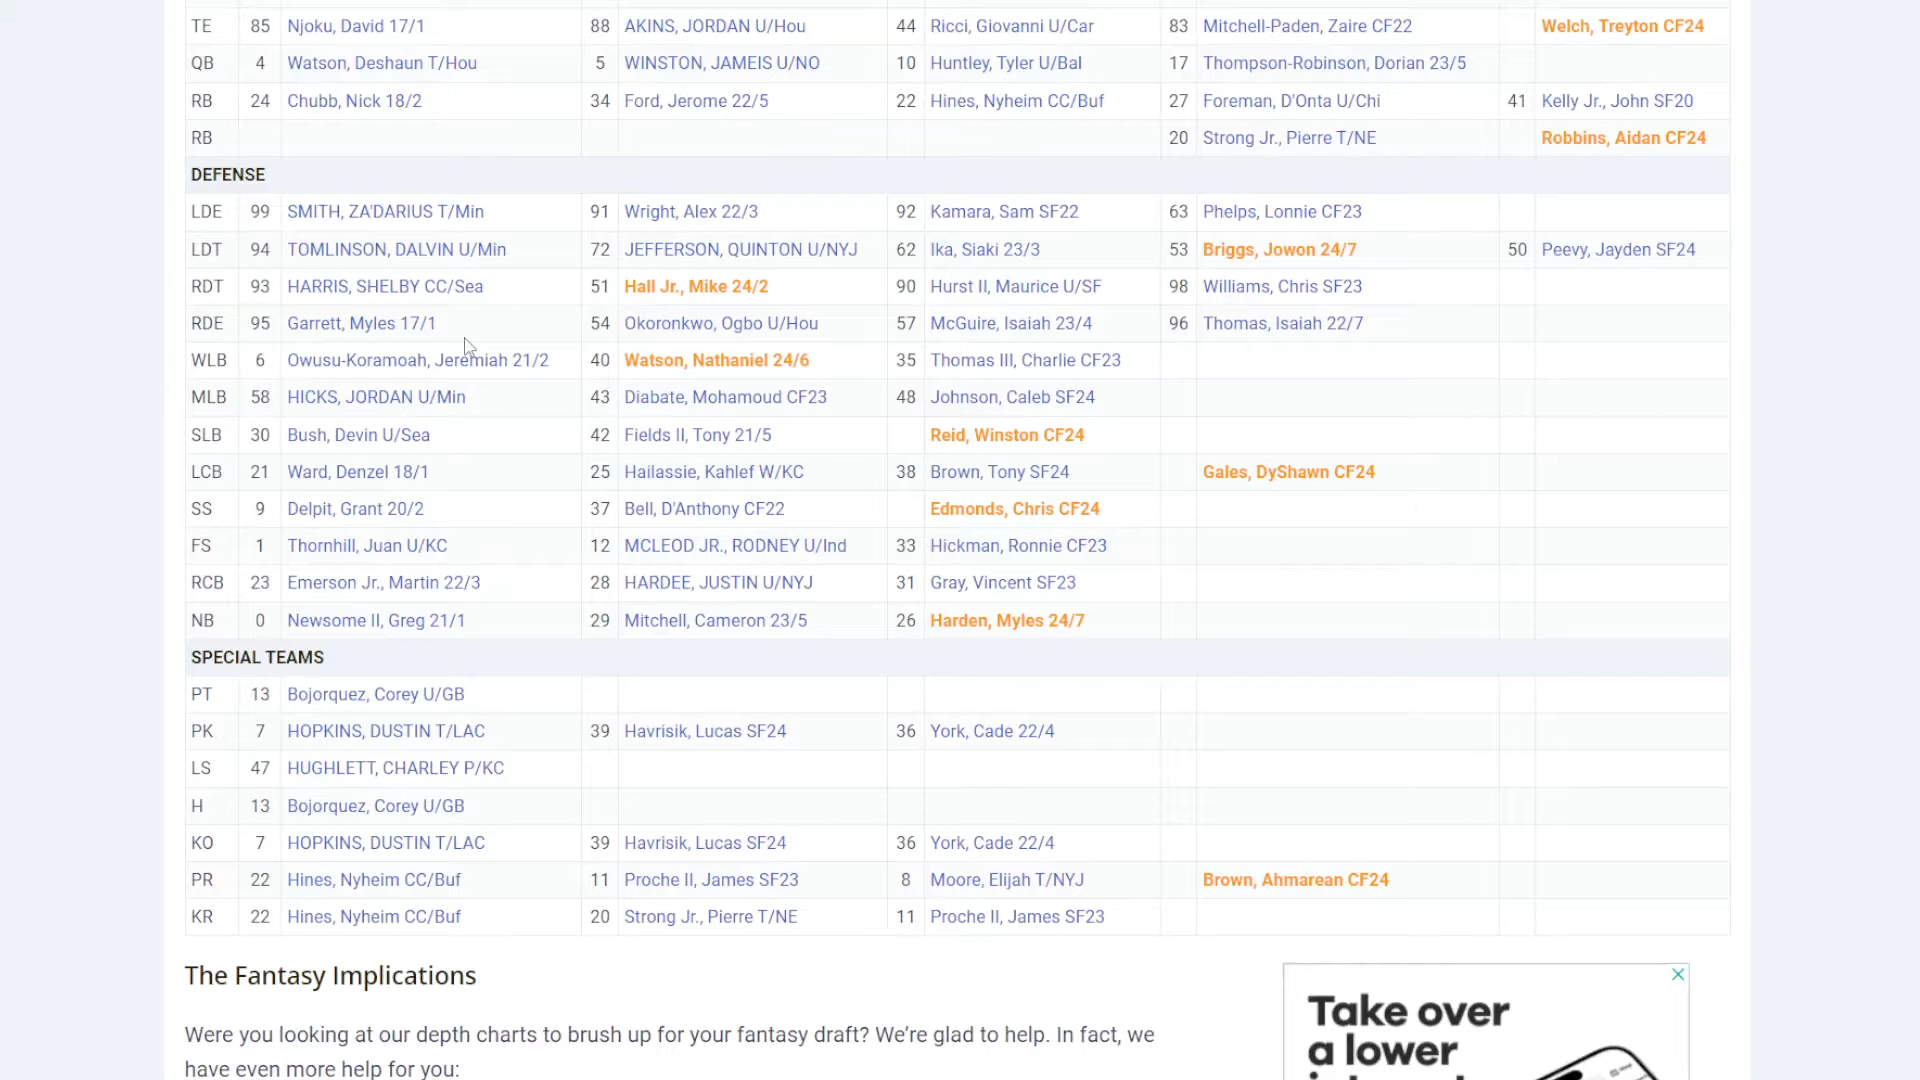 TE 85 Njoku, David 17/1 88 AKINS, JORDAN U/Hou 44 Ricci, Giovanni U/Car 83 Mitchell-Paden, Zaire CF22 Welch, Treyton CF24
QB 4 Watson, Deshaun T/Hou 5 WINSTON, JAMEIS U/NO 10 Huntley, Tyler U/Bal 17 Thompson-Robinson, Dorian 23/5
RB 24 Chubb, Nick 18/2 34 Ford, Jerome 22/5 22 Hines, Nyheim CC/Buf 27 Foreman, D'Onta U/Chi 41 Kelly Jr., John SF20
RB 20 Strong Jr., Pierre T/NE Robbins, Aidan CF24
DEFENSE
LDE 99 SMITH, ZA'DARIUS T/Min 91 Wright, Alex 22/3 92 Kamara, Sam SF22 63 Phelps, Lonnie CF23
LDT 94 TOMLINSON, DALVIN U/Min 72 JEFFERSON, QUINTON U/NYJ 62 Ika, Siaki 23/3 53 Briggs, Jowon 24/7 50 Peevy, Jayden SF24
RDT 93 HARRIS, SHELBY CC/Sea 51 Hall Jr., Mike 24/2 90 Hurst II, Maurice U/SF 98 Williams, Chris SF23
RDE 95 Garrett, Myles 17/1 54 Okoronkwo, Ogbo U/Hou 57 McGuire, Isaiah 23/4 96 Thomas, Isaiah 22/7
WLB 6 Owusu-Koramoah, Jeremiah 21/2 40 Watson, Nathaniel 24/6 35 Thomas III, Charlie CF23
MLB 58 HICKS, JORDAN U/Min 43 Diabate, Mohamoud CF23 48 Johnson, Caleb SF24
SLB 30 Bush, Devin U/Sea 42 Fields II, Tony 21/5 Reid, Winston CF24
LCB 21 Ward, Denzel 18/1 25 Hailassie, Kahlef W/KC 38 Brown, Tony SF24 Gales, DyShawn CF24
SS 9 Delpit, Grant 20/2 37 Bell, D'Anthony CF22 Edmonds, Chris CF24
FS 1 Thornhill, Juan U/KC 12 MCLEOD JR., RODNEY U/Ind 33 Hickman, Ronnie CF23
RCB 23 Emerson Jr., Martin 22/3 28 HARDEE, JUSTIN U/NYJ 31 Gray, Vincent SF23
NB 0 Newsome II, Greg 21/1 29 Mitchell, Cameron 23/5 26 Harden, Myles 24/7
SPECIAL TEAMS
PT 13 Bojorquez, Corey U/GB
PK 7 HOPKINS, DUSTIN T/LAC 39 Havrisik, Lucas SF24 36 York, Cade 22/4
LS 47 HUGHLETT, CHARLEY P/KC
H 13 Bojorquez, Corey U/GB
KO 7 HOPKINS, DUSTIN T/LAC 39 Havrisik, Lucas SF24 36 York, Cade 22/4
PR 22 Hines, Nyheim CC/Buf 11 Proche II, James SF23 8 Moore, Elijah T/NYJ Brown, Ahmarean CF24
KR 22 Hines, Nyheim CC/Buf 20 Strong Jr., Pierre T/NE 11 Proche II, James SF23
The Fantasy Implications
Were you looking at our depth charts to brush up for your fantasy draft? We're glad to help. In fact, we
have even more help for you:
Take over
a lower